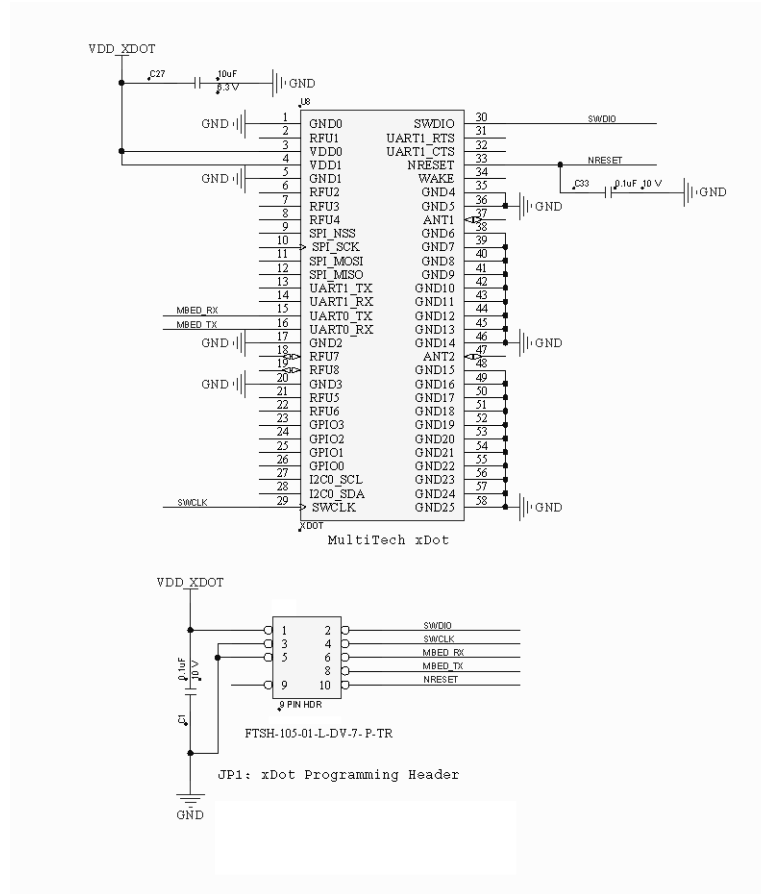 VDD_XDOT
C27
10uF
6.3 V
GND
U8
GND 1 GND0 SWDIO 30 SWDIO
2 RFU1 UART1_RTS 31
3 VDD0 UART1_CTS 32
4 VDD1 NRESET 33 NRESET
GND 5 GND1 WAKE 34
6 RFU2 GND4 35
C33 0.1uF 10 V GND
7 RFU3 GND5 36 GND
8 RFU4 ANT1 37
9 SPI_NSS GND6 38
10 SPI_SCK GND7 39
11 SPI_MOSI GND8 40
12 SPI_MISO GND9 41
13 UART1_TX GND10 42
14 UART1_RX GND11 43
MBED_RX 15 UART0_TX GND12 44
MBED_TX 16 UART0_RX GND13 45
GND 17 GND2 GND14 46 GND
18 RFU7 ANT2 47
19 RFU8 GND15 48
GND 20 GND3 GND16 49
21 RFU5 GND17 50
22 RFU6 GND18 51
23 GPIO3 GND19 52
24 GPIO2 GND20 53
25 GPIO1 GND21 54
26 GPIO0 GND22 55
27 I2C0_SCL GND23 56
28 I2C0_SDA GND24 57
SWCLK 29 SWCLK GND25 58 GND
XDOT
MultiTech xDot
VDD_XDOT
1 2 SWDIO
3 4 SWCLK
5 6 MBED_RX
8 MBED_TX
9 10 NRESET
0.1uF
10 V
C1
9 PIN HDR
FTSH-105-01-L-DV-7-P-TR
JP1: xDot Programming Header
GND